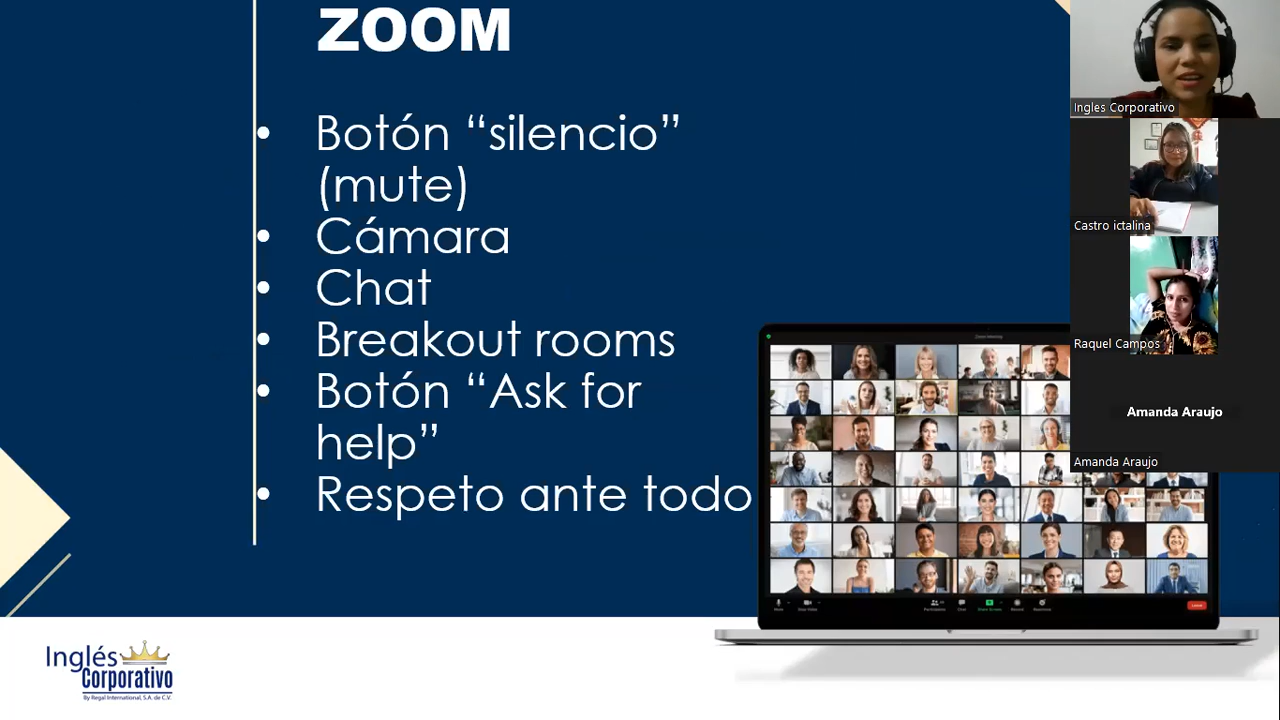 ZOOM
Botón “silencio”
(mute)
Cámara
Chat
Breakout rooms
Botón “Ask for
help”
Respeto ante todo
Ingles Corporativo
Castro ictalina
Raquel Campos
Amanda Araujo
Amanda Araujo
Inglés
Corporativo
By Regal International, S.A. de C.V.